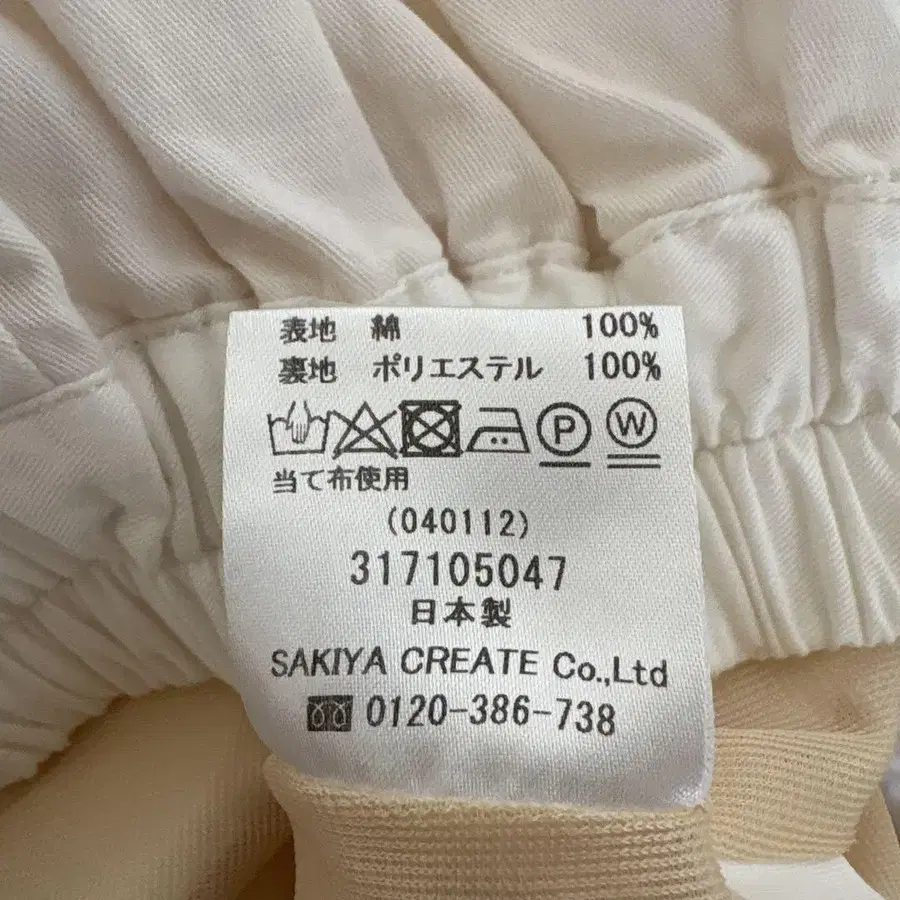 表地 綿 100%
裏地 ポリエステル 100%
P W
当て布使用
(040112)
317105047
日本製
SAKIYA CREATE Co.,Ltd
0120-386-738